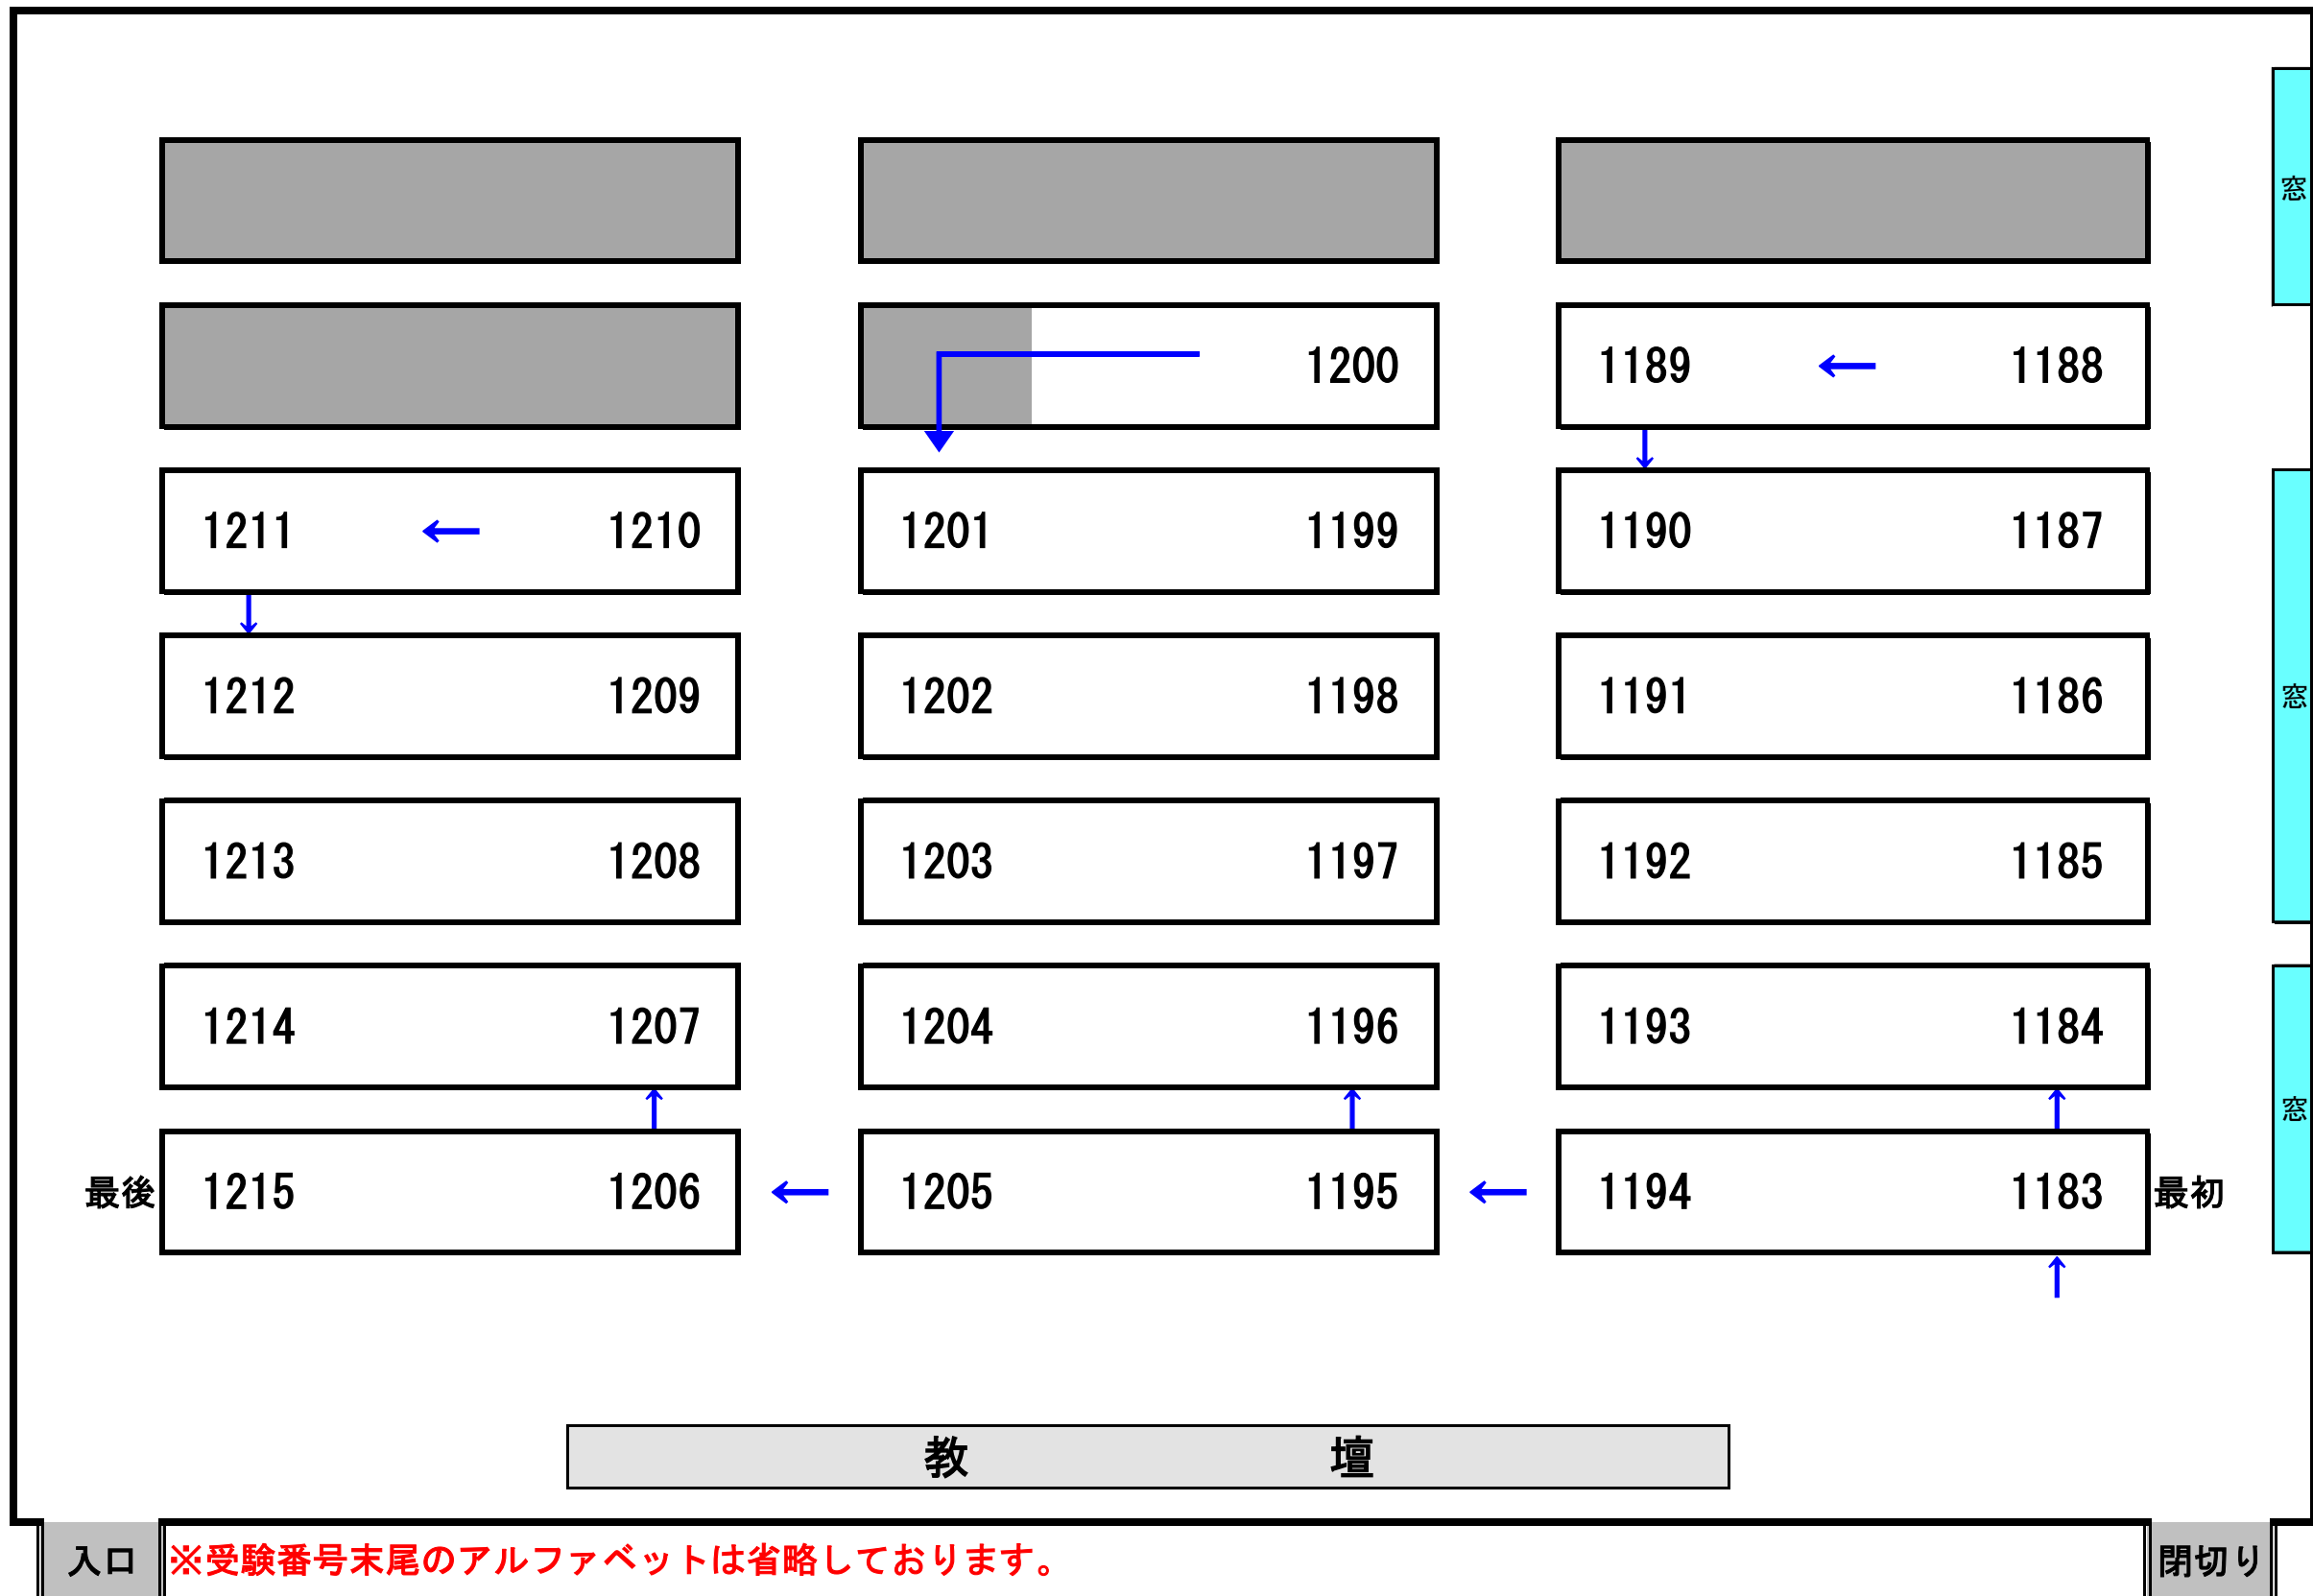 窓
1200 1189 ← 1188
1211 ← 1210 1201 1199 1190 1187
1212 1209 1202 1198 1191 1186 窓
1213 1208 1203 1197 1192 1185
1214 1207 1204 1196 1193 1184
窓
最後 1215 1206 ← 1205 1195 ← 1194 1183 最初
教 壇
入口 ※受験番号末尾のアルファベットは省略しております。 閉切り